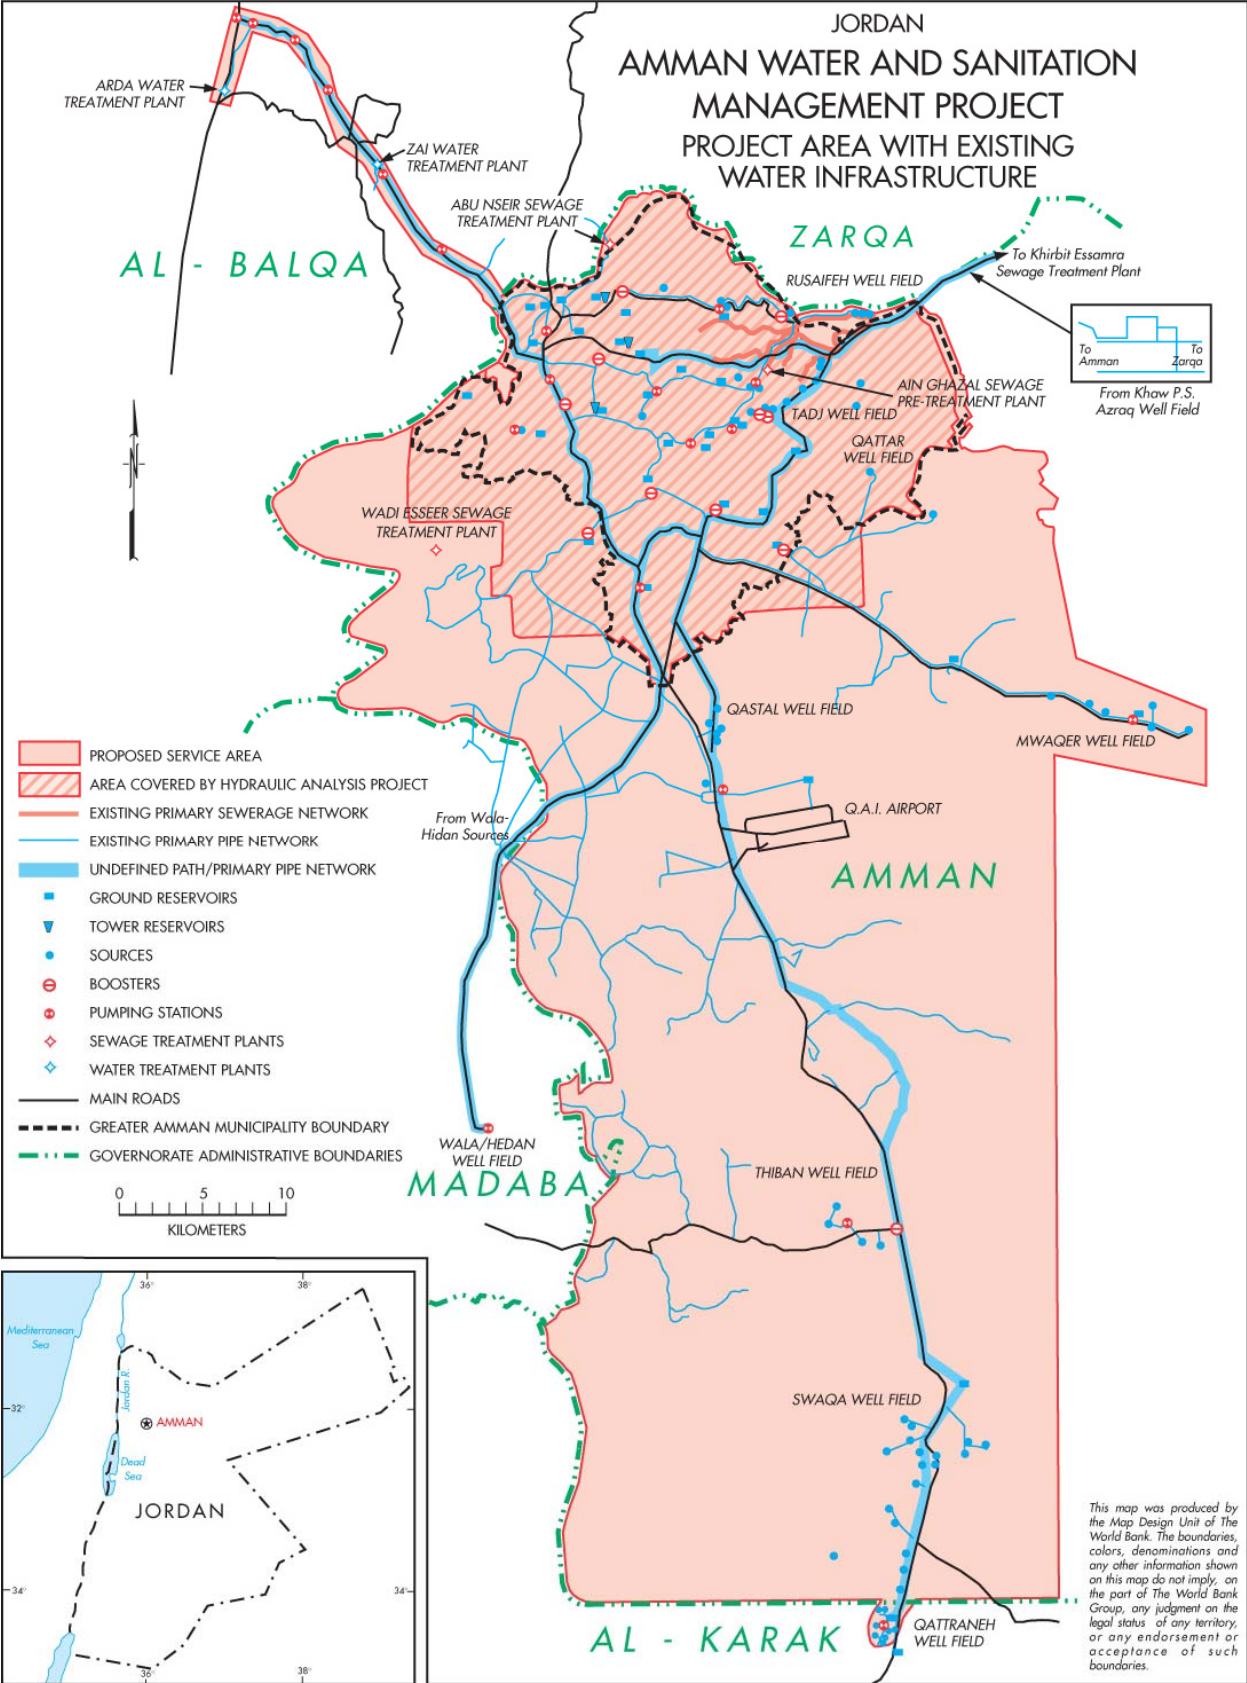 JORDAN
AMMAN WATER AND SANITATION
MANAGEMENT PROJECT
PROJECT AREA WITH EXISTING
WATER INFRASTRUCTURE
ARDA WATER
TREATMENT PLANT
ZAI WATER
TREATMENT PLANT
ABU NSEIR SEWAGE
TREATMENT PLANT
ZARQA
AL - BALQA
To Khirbit Essamra
Sewage Treatment Plant
RUSAIFEH WELL FIELD
To
Amman
To
Zarqa
From Khaw P.S.
Azraq Well Field
AIN GHAZAL SEWAGE
PRE-TREATMENT PLANT
TADJ WELL FIELD
QATTAR
WELL FIELD
N
WADI ESSEER SEWAGE
TREATMENT PLANT
QASTAL WELL FIELD
MWAQER WELL FIELD
PROPOSED SERVICE AREA
AREA COVERED BY HYDRAULIC ANALYSIS PROJECT
EXISTING PRIMARY SEWERAGE NETWORK
EXISTING PRIMARY PIPE NETWORK
UNDEFINED PATH/PRIMARY PIPE NETWORK
GROUND RESERVOIRS
TOWER RESERVOIRS
SOURCES
BOOSTERS
PUMPING STATIONS
SEWAGE TREATMENT PLANTS
WATER TREATMENT PLANTS
MAIN ROADS
GREATER AMMAN MUNICIPALITY BOUNDARY
GOVERNORATE ADMINISTRATIVE BOUNDARIES
0 5 10
KILOMETERS
From Wala-
Hidan Sources
Q.A.I. AIRPORT
AMMAN
WALA/HEDAN
WELL FIELD
MADABA
THIBAN WELL FIELD
SWAQA WELL FIELD
QATTRANEH
WELL FIELD
AL - KARAK
36°
38°
Mediterranean
Sea
Jordan R.
32°
AMMAN
Dead
Sea
JORDAN
34°
34°
36°
38°
This map was produced by
the Map Design Unit of The
World Bank. The boundaries,
colors, denominations and
any other information shown
on this map do not imply, on
the part of The World Bank
Group, any judgment on the
legal status of any territory,
or any endorsement or
acceptance of such
boundaries.